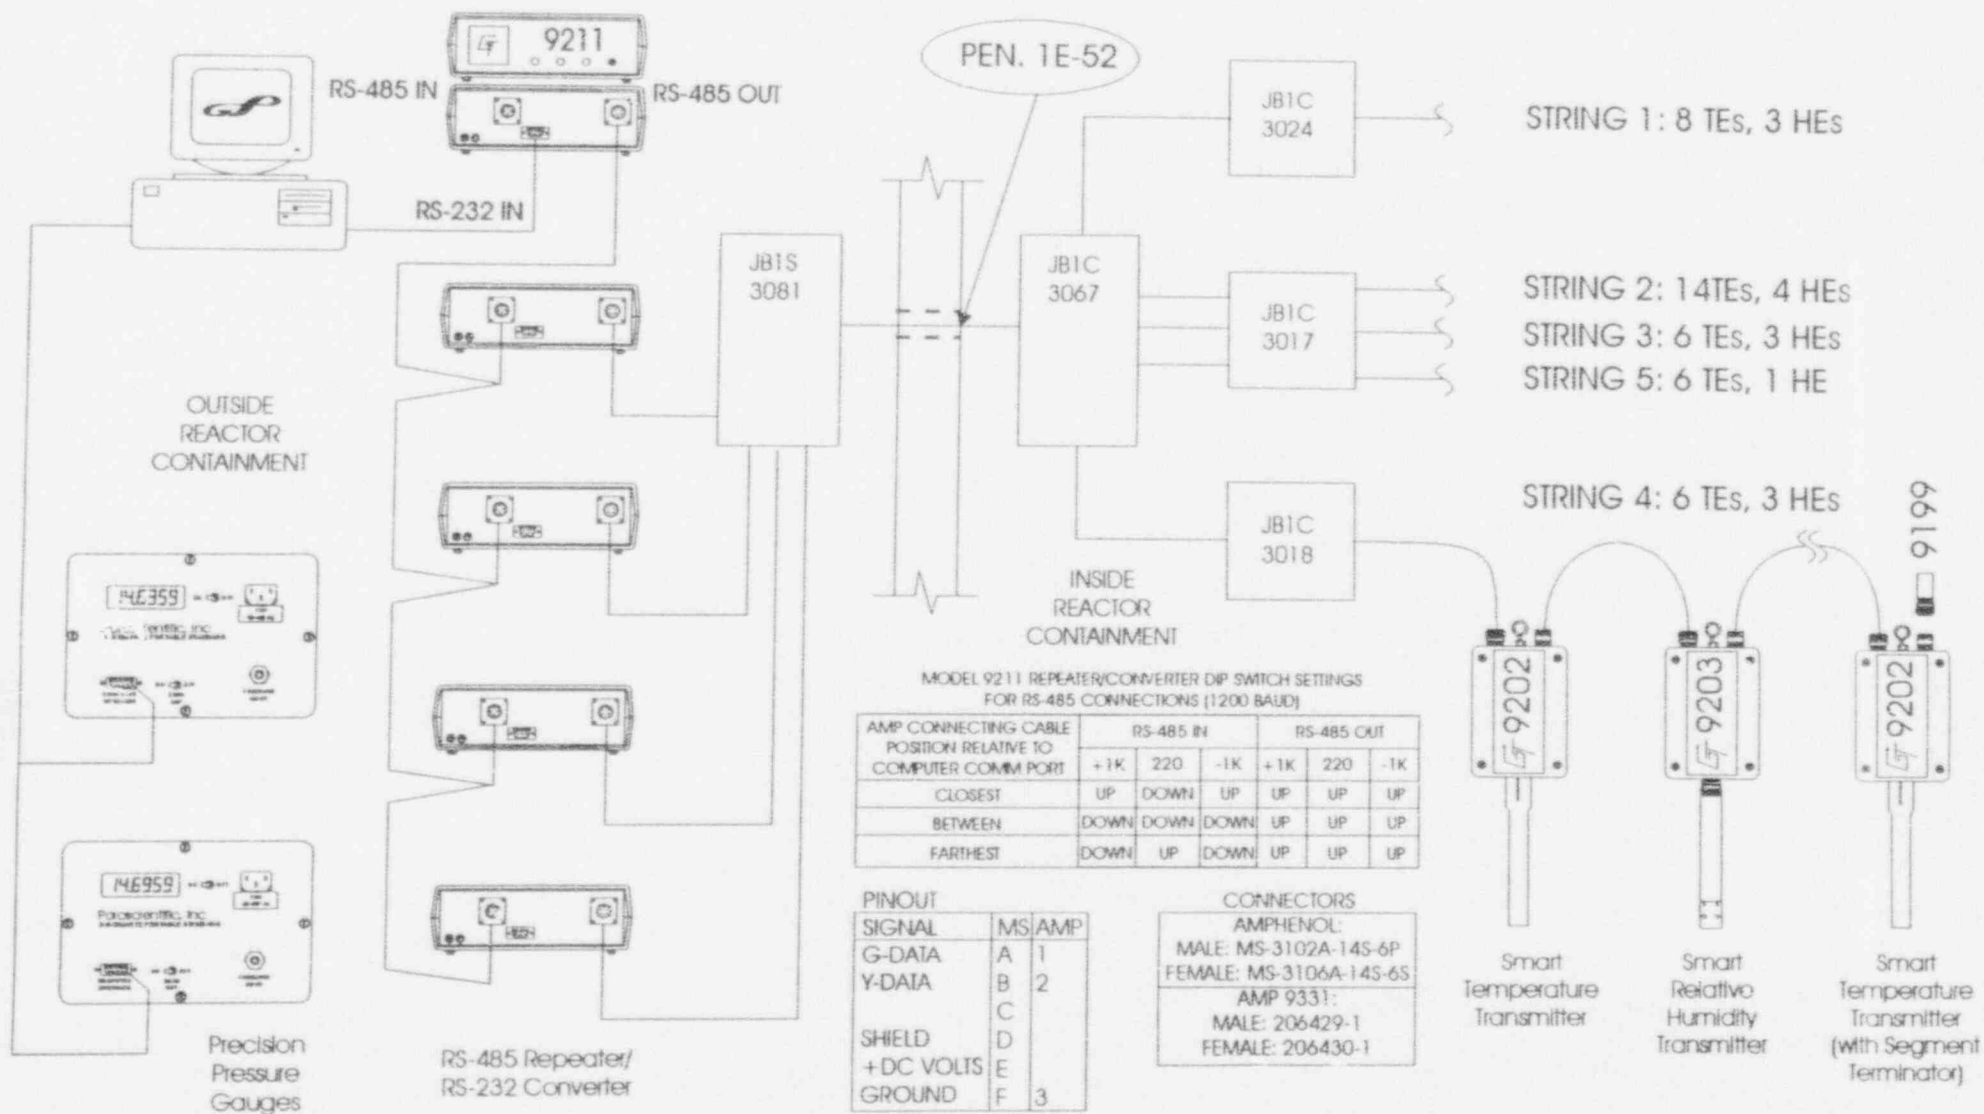 9211
RS-485 IN
RS-485 OUT
RS-232 IN
PEN. 1E-52
JB1C
3024
STRING 1: 8 TEs, 3 HEs
JB1S
3081
JB1C
3067
JB1C
3017
STRING 2: 14TEs, 4 HEs
STRING 3: 6 TEs, 3 HEs
STRING 5: 6 TEs, 1 HE
OUTSIDE
REACTOR
CONTAINMENT
STRING 4: 6 TEs, 3 HEs
JB1C
3018
9199
INSIDE
REACTOR
CONTAINMENT
9202
9203
9202
14.6959
Paroscientific, Inc
Precision
Pressure
Gauges
RS-485 Repeater/
RS-232 Converter
MODEL 9211 REPEATER/CONVERTER DIP SWITCH SETTINGS
FOR RS-485 CONNECTIONS (1200 BAUD)
AMP CONNECTING CABLE
POSITION RELATIVE TO
COMPUTER COMM PORT
RS-485 IN
RS-485 OUT
+1K 220 -1K +1K 220 -1K
CLOSEST UP DOWN UP UP UP UP
BETWEEN DOWN DOWN DOWN UP UP UP
FARTHEST DOWN UP DOWN UP UP UP
PINOUT
SIGNAL MS AMP
G-DATA A 1
Y-DATA B 2
C
SHIELD D
+DC VOLTS E
GROUND F 3
CONNECTORS
AMPHENOL:
MALE: MS-3102A-14S-6P
FEMALE: MS-3106A-14S-6S
AMP 9331:
MALE: 206429-1
FEMALE: 206430-1
Smart
Temperature
Transmitter
Smart
Relative
Humidity
Transmitter
Smart
Temperature
Transmitter
(with Segment
Terminator)